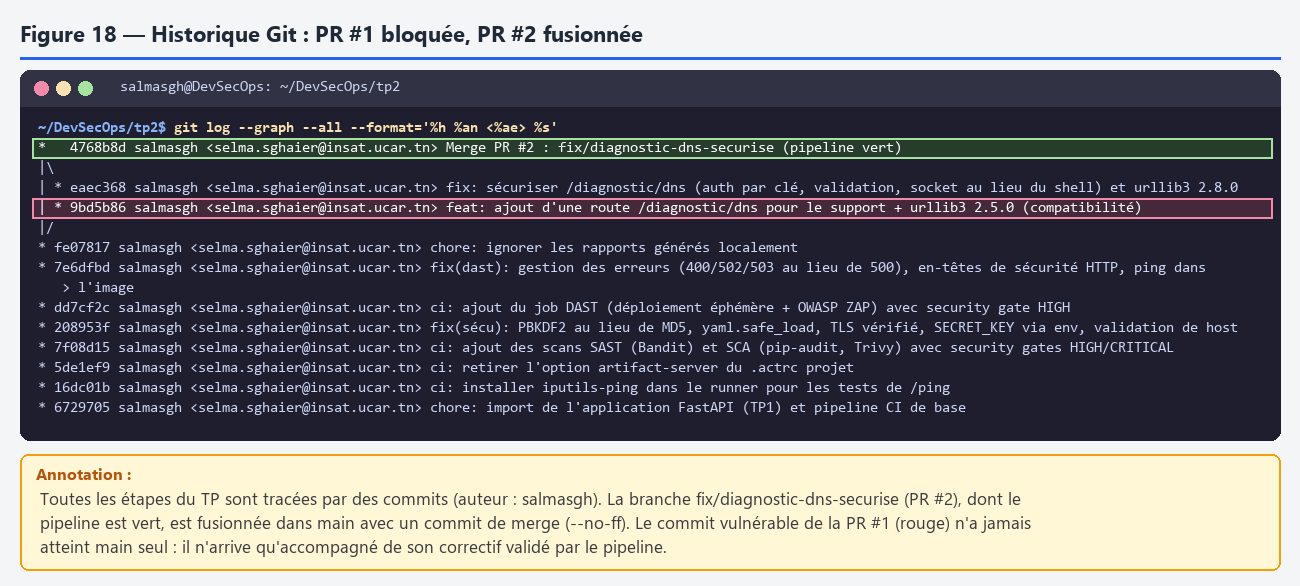 Figure 18 — Historique Git : PR #1 bloquée, PR #2 fusionnée
salmasgh@DevSecOps: ~/DevSecOps/tp2
~/DevSecOps/tp2$ git log --graph --all --format='%h %an <%ae> %s'
*   4768b8d salmasgh <selma.sghaier@insat.ucar.tn> Merge PR #2 : fix/diagnostic-dns-securise (pipeline vert)
|\
| * eaec368 salmasgh <selma.sghaier@insat.ucar.tn> fix: sécuriser /diagnostic/dns (auth par clé, validation, socket au lieu du shell) et urllib3 2.8.0
| * 9bd5b86 salmasgh <selma.sghaier@insat.ucar.tn> feat: ajout d'une route /diagnostic/dns pour le support + urllib3 2.5.0 (compatibilité)
|/
* fe07817 salmasgh <selma.sghaier@insat.ucar.tn> chore: ignorer les rapports générés localement
* 7e6dfbd salmasgh <selma.sghaier@insat.ucar.tn> fix(dast): gestion des erreurs (400/502/503 au lieu de 500), en-têtes de sécurité HTTP, ping dans
> l'image
* dd7cf2c salmasgh <selma.sghaier@insat.ucar.tn> ci: ajout du job DAST (déploiement éphémère + OWASP ZAP) avec security gate HIGH
* 208953f salmasgh <selma.sghaier@insat.ucar.tn> fix(sécu): PBKDF2 au lieu de MD5, yaml.safe_load, TLS vérifié, SECRET_KEY via env, validation de host
* 7f08d15 salmasgh <selma.sghaier@insat.ucar.tn> ci: ajout des scans SAST (Bandit) et SCA (pip-audit, Trivy) avec security gates HIGH/CRITICAL
* 5de1ef9 salmasgh <selma.sghaier@insat.ucar.tn> ci: retirer l'option artifact-server du .actrc projet
* 16dc01b salmasgh <selma.sghaier@insat.ucar.tn> ci: installer iputils-ping dans le runner pour les tests de /ping
* 6729705 salmasgh <selma.sghaier@insat.ucar.tn> chore: import de l'application FastAPI (TP1) et pipeline CI de base
Annotation :
Toutes les étapes du TP sont tracées par des commits (auteur : salmasgh). La branche fix/diagnostic-dns-securise (PR #2), dont le
pipeline est vert, est fusionnée dans main avec un commit de merge (--no-ff). Le commit vulnérable de la PR #1 (rouge) n'a jamais
atteint main seul : il n'arrive qu'accompagné de son correctif validé par le pipeline.